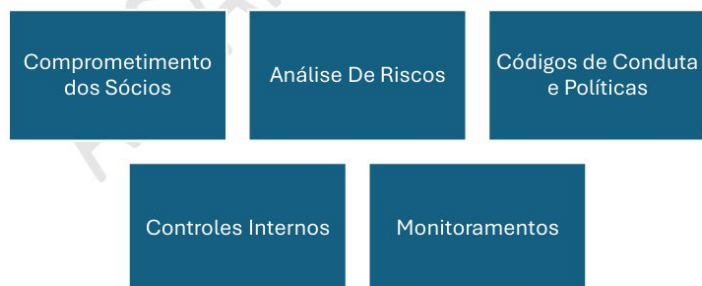 Comprometimento
dos Sócios
Análise De Riscos
Códigos de Conduta
e Políticas
Controles Internos
Monitoramentos